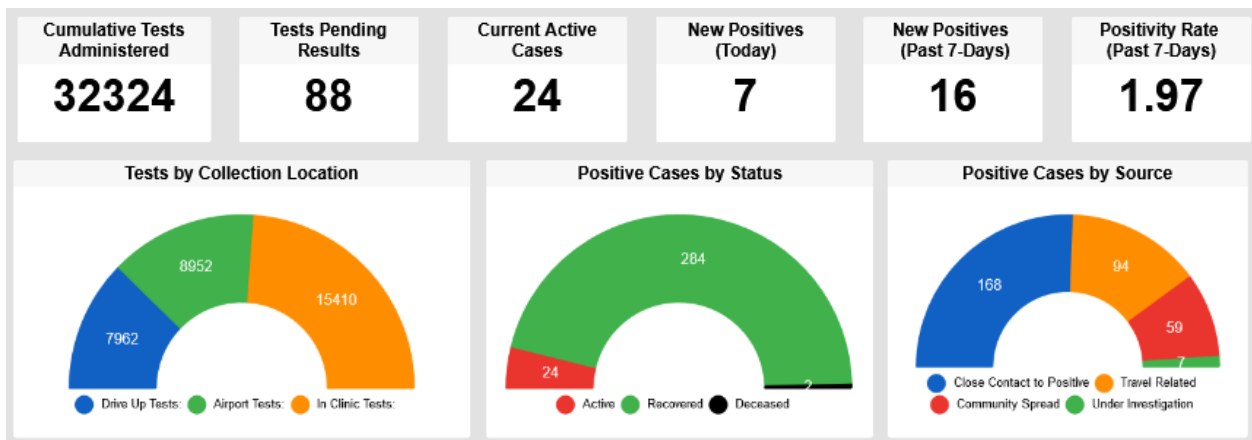 Cumulative Tests
Administered
32324
Tests Pending
Results
88
Current Active
Cases
24
New Positives
(Today)
7
New Positives
(Past 7-Days)
16
Positivity Rate
(Past 7-Days)
1.97
Tests by Collection Location
7962
8952
15410
Drive Up Tests: Airport Tests: In Clinic Tests:
Positive Cases by Status
24
284
2
Active Recovered Deceased
Positive Cases by Source
168
94
59
7
Close Contact to Positive Travel Related
Community Spread Under Investigation